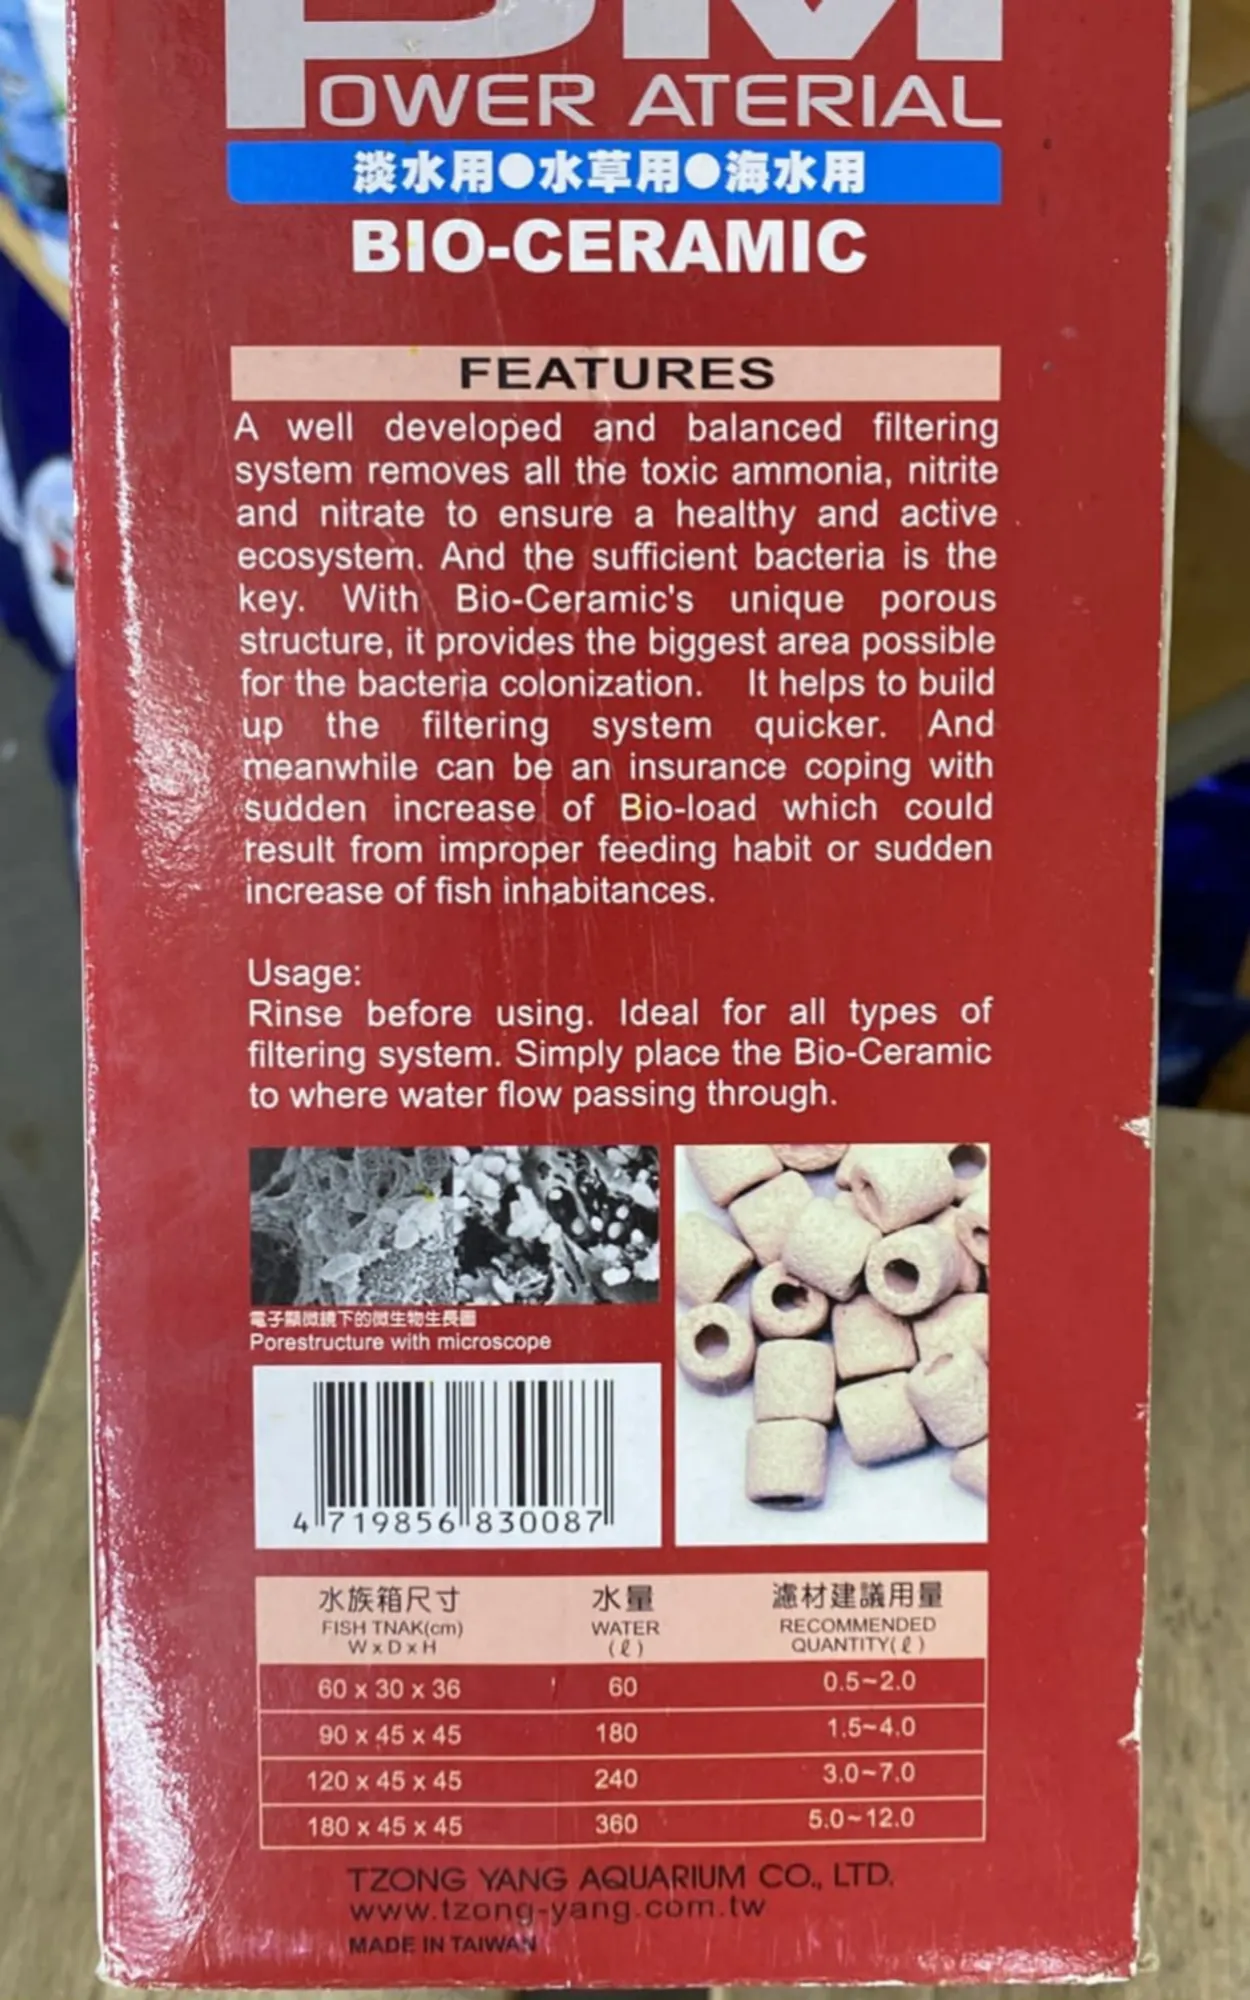 PM
POWER ATERIAL
淡水用●水草用●海水用
BIO-CERAMIC
FEATURES
A well developed and balanced filtering
system removes all the toxic ammonia, nitrite
and nitrate to ensure a healthy and active
ecosystem. And the sufficient bacteria is the
key. With Bio-Ceramic's unique porous
structure, it provides the biggest area possible
for the bacteria colonization. It helps to build
up the filtering system quicker. And
meanwhile can be an insurance coping with
sudden increase of Bio-load which could
result from improper feeding habit or sudden
increase of fish inhabitances.
Usage:
Rinse before using. Ideal for all types of
filtering system. Simply place the Bio-Ceramic
to where water flow passing through.
電子顯微鏡下的微生物生長圖
Porestructure with microscope
4 719856 830087
水族箱尺寸 水量 濾材建議用量
FISH TNAK(cm) WATER RECOMMENDED
W x D x H (ℓ) QUANTITY(ℓ)
60 x 30 x 36 60 0.5~2.0
90 x 45 x 45 180 1.5~4.0
120 x 45 x 45 240 3.0~7.0
180 x 45 x 45 360 5.0~12.0
TZONG YANG AQUARIUM CO., LTD.
www.tzong-yang.com.tw
MADE IN TAIWAN